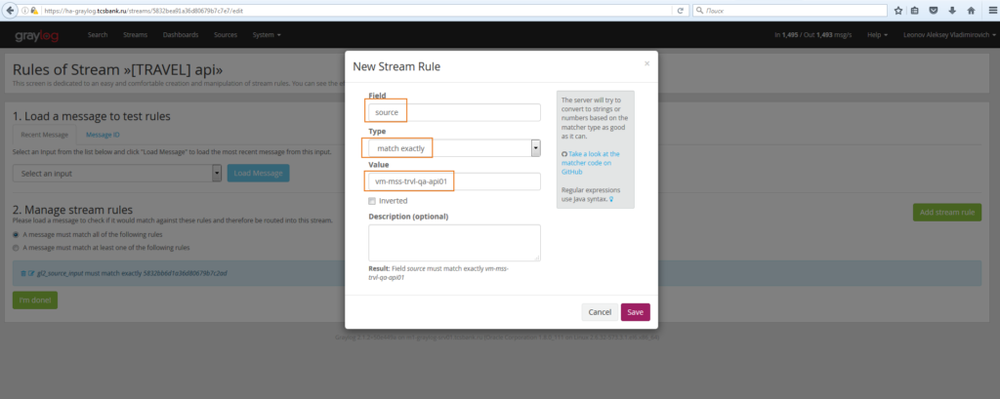 https://ha-graylog.tcsbank.ru/streams/5832bea91a36d80679b7c7e7/edit
Поиск
graylog
Search
Streams
Dashboards
Sources
System
In 1,495 / Out 1,493 msg/s
Help
Leonov Aleksey Vladimirovich
Rules of Stream »[TRAVEL] api»
This screen is dedicated to an easy and comfortable creation and manipulation of stream rules. You can see the
1. Load a message to test rules
Recent Message
Message ID
Select an Input from the list below and click "Load Message" to load the most recent message from this input.
Select an input
Load Message
2. Manage stream rules
Please load a message to check if it would match against these rules and therefore be routed into this stream.
A message must match all of the following rules
A message must match at least one of the following rules
gl2_source_input must match exactly 5832bb6d1a36d80679b7c2ad
I'm done!
Add stream rule
New Stream Rule
×
Field
source
Type
match exactly
Value
vm-mss-trvl-qa-api01
Inverted
Description (optional)
Result: Field source must match exactly vm-mss-
trvl-qa-api01
The server will try to
convert to strings or
numbers based on the
matcher type as good
as it can.
Take a look at the
matcher code on
GitHub
Regular expressions
use Java syntax.
Cancel
Save